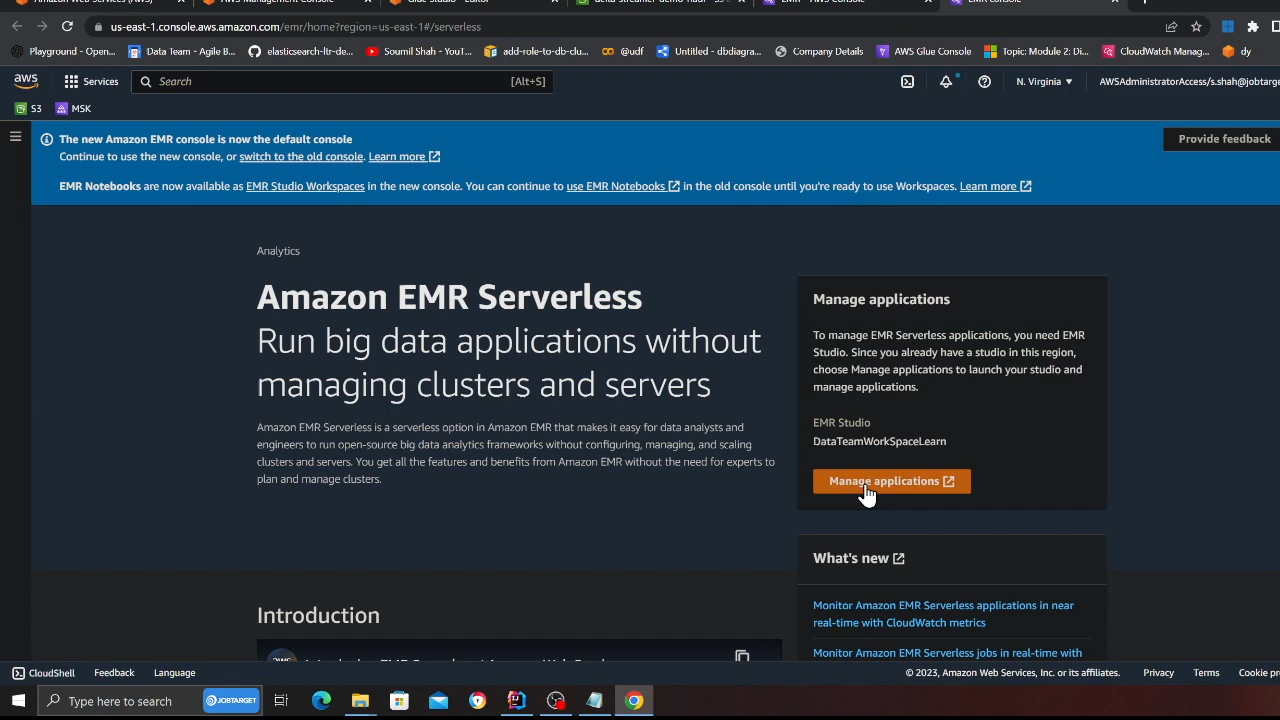 us-east-1.console.aws.amazon.com/emr/home?region=us-east-1#/serverless
Playground - Open... Data Team - Agile B... elasticsearch-ltr-de... Soumil Shah - YouT... add-role-to-db-clu... @udf Untitled - dbdiagra... Company Details AWS Glue Console Topic: Module 2: Di... CloudWatch Manag... dy
aws Services Search [Alt+S] N. Virginia AWSAdministratorAccess/s.shah@jobtarge
S3 MSK
The new Amazon EMR console is now the default console
Provide feedback
Continue to use the new console, or switch to the old console. Learn more
EMR Notebooks are now available as EMR Studio Workspaces in the new console. You can continue to use EMR Notebooks in the old console until you're ready to use Workspaces. Learn more
Analytics
Amazon EMR Serverless
Run big data applications without
managing clusters and servers
Amazon EMR Serverless is a serverless option in Amazon EMR that makes it easy for data analysts and
engineers to run open-source big data analytics frameworks without configuring, managing, and scaling
clusters and servers. You get all the features and benefits from Amazon EMR without the need for experts to
plan and manage clusters.
Manage applications
To manage EMR Serverless applications, you need EMR
Studio. Since you already have a studio in this region,
choose Manage applications to launch your studio and
manage applications.
EMR Studio
DataTeamWorkSpaceLearn
Manage applications
What's new
Monitor Amazon EMR Serverless applications in near
real-time with CloudWatch metrics
Monitor Amazon EMR Serverless jobs in real-time with
Introduction
CloudShell Feedback Language © 2023, Amazon Web Services, Inc. or its affiliates. Privacy Terms Cookie pr
Type here to search JOBTARGET